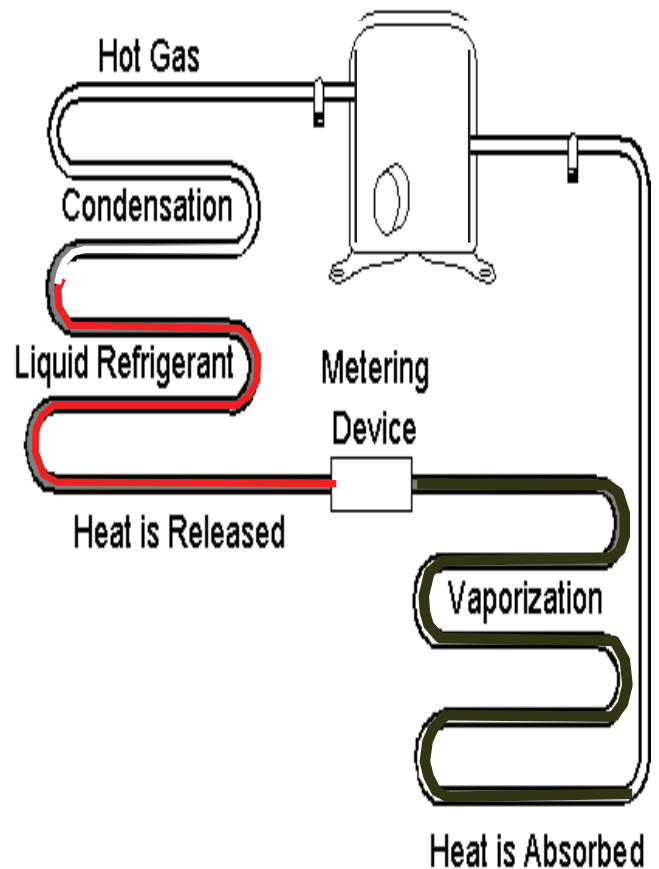 Hot Gas
Condensation
Liquid Refrigerant
Metering
Device
Heat is Released
Vaporization
Heat is Absorbed